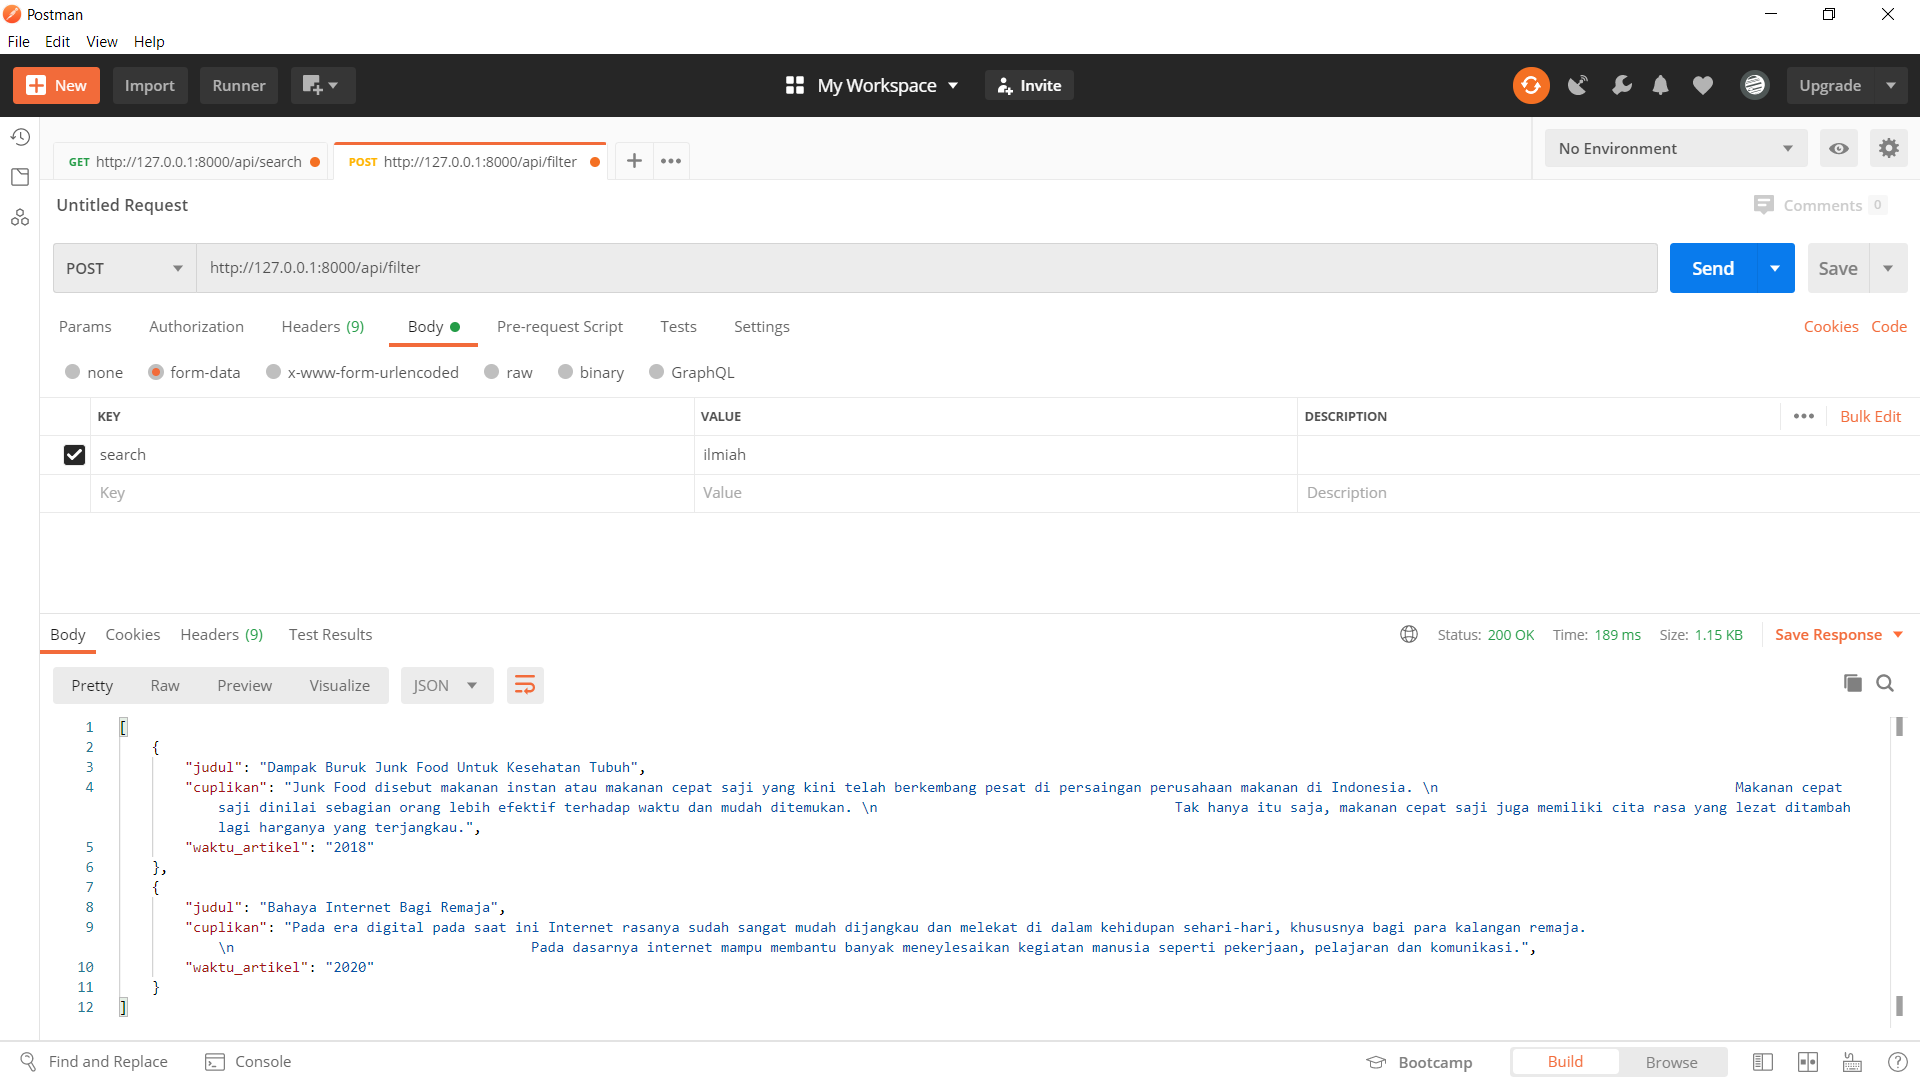 Postman
File Edit View Help
New Import Runner My Workspace Invite Upgrade
GET http://127.0.0.1:8000/api/search POST http://127.0.0.1:8000/api/filter No Environment
Untitled Request Comments 0
POST http://127.0.0.1:8000/api/filter Send Save
Params Authorization Headers (9) Body Pre-request Script Tests Settings Cookies Code
none form-data x-www-form-urlencoded raw binary GraphQL
KEY VALUE DESCRIPTION Bulk Edit
search ilmiah
Key Value Description
Body Cookies Headers (9) Test Results Status: 200 OK Time: 189 ms Size: 1.15 KB Save Response
Pretty Raw Preview Visualize JSON
1 [
2 {
3 "judul": "Dampak Buruk Junk Food Untuk Kesehatan Tubuh",
4 "cuplikan": "Junk Food disebut makanan instan atau makanan cepat saji yang kini telah berkembang pesat di persaingan perusahaan makanan di Indonesia. \n Makanan cepat
saji dinilai sebagian orang lebih efektif terhadap waktu dan mudah ditemukan. \n Tak hanya itu saja, makanan cepat saji juga memiliki cita rasa yang lezat ditambah
lagi harganya yang terjangkau.",
5 "waktu_artikel": "2018"
6 },
7 {
8 "judul": "Bahaya Internet Bagi Remaja",
9 "cuplikan": "Pada era digital pada saat ini Internet rasanya sudah sangat mudah dijangkau dan melekat di dalam kehidupan sehari-hari, khususnya bagi para kalangan remaja.
\n Pada dasarnya internet mampu membantu banyak meneylesaikan kegiatan manusia seperti pekerjaan, pelajaran dan komunikasi.",
10 "waktu_artikel": "2020"
11 }
12 ]
Find and Replace Console Bootcamp Build Browse